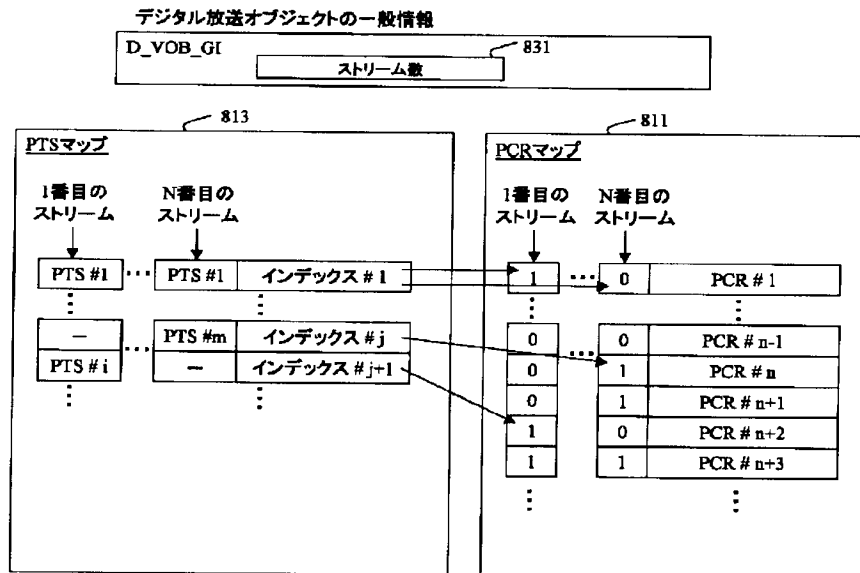 デジタル放送オブジェクトの一般情報
D_VOB_GI
831
ストリーム数
813
PTSマップ
1番目の
ストリーム
N番目の
ストリーム
PTS #1 … PTS #1 インデックス # 1
⋮ ⋮
— PTS #m インデックス # j
PTS # i … — インデックス # j+1
⋮ ⋮
811
PCRマップ
1番目の
ストリーム
N番目の
ストリーム
1 … 0 PCR # 1
⋮ ⋮
0 … 0 PCR # n-1
0 1 PCR # n
0 1 PCR # n+1
1 0 PCR # n+2
1 1 PCR # n+3
⋮ ⋮